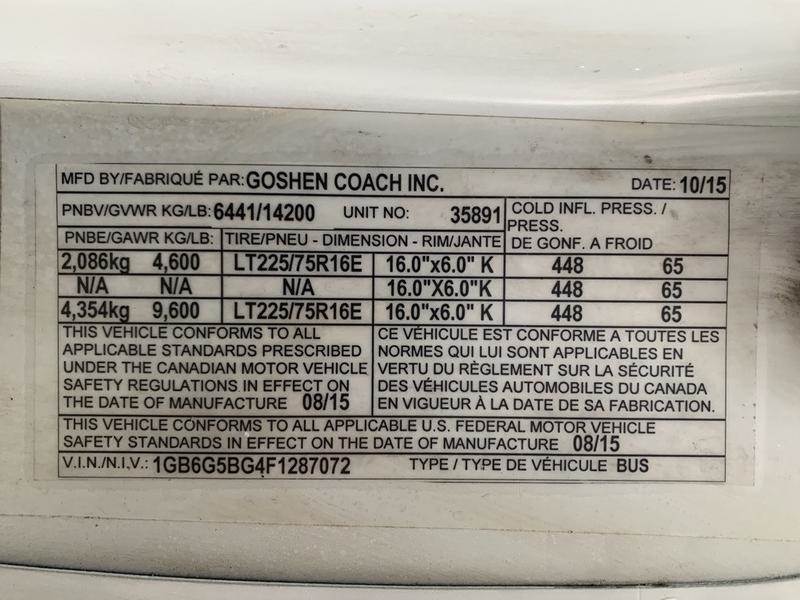 MFD BY/FABRIQUÉ PAR: GOSHEN COACH INC. DATE: 10/15
PNBV/GVWR KG/LB: 6441/14200 UNIT NO: 35891
COLD INFL. PRESS. /
PRESS.
DE GONF. A FROID
PNBE/GAWR KG/LB: TIRE/PNEU - DIMENSION - RIM/JANTE
2,086kg 4,600 LT225/75R16E 16.0"x6.0" K 448 65
N/A N/A N/A 16.0"X6.0"K 448 65
4,354kg 9,600 LT225/75R16E 16.0"x6.0" K 448 65
THIS VEHICLE CONFORMS TO ALL
APPLICABLE STANDARDS PRESCRIBED
UNDER THE CANADIAN MOTOR VEHICLE
SAFETY REGULATIONS IN EFFECT ON
THE DATE OF MANUFACTURE 08/15
CE VÉHICULE EST CONFORME A TOUTES LES
NORMES QUI LUI SONT APPLICABLES EN
VERTU DU RÈGLEMENT SUR LA SÉCURITÉ
DES VÉHICULES AUTOMOBILES DU CANADA
EN VIGUEUR À LA DATE DE SA FABRICATION.
THIS VEHICLE CONFORMS TO ALL APPLICABLE U.S. FEDERAL MOTOR VEHICLE
SAFETY STANDARDS IN EFFECT ON THE DATE OF MANUFACTURE 08/15
V.I.N./N.I.V.: 1GB6G5BG4F1287072 TYPE / TYPE DE VÉHICULE BUS